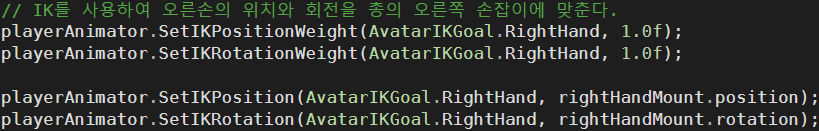 // IK를 사용하여 오른손의 위치와 회전을 총의 오른쪽 손잡이에 맞춘다.
playerAnimator.SetIKPositionWeight(AvatarIKGoal.RightHand, 1.0f);
playerAnimator.SetIKRotationWeight(AvatarIKGoal.RightHand, 1.0f);
playerAnimator.SetIKPosition(AvatarIKGoal.RightHand, rightHandMount.position);
playerAnimator.SetIKRotation(AvatarIKGoal.RightHand, rightHandMount.rotation);